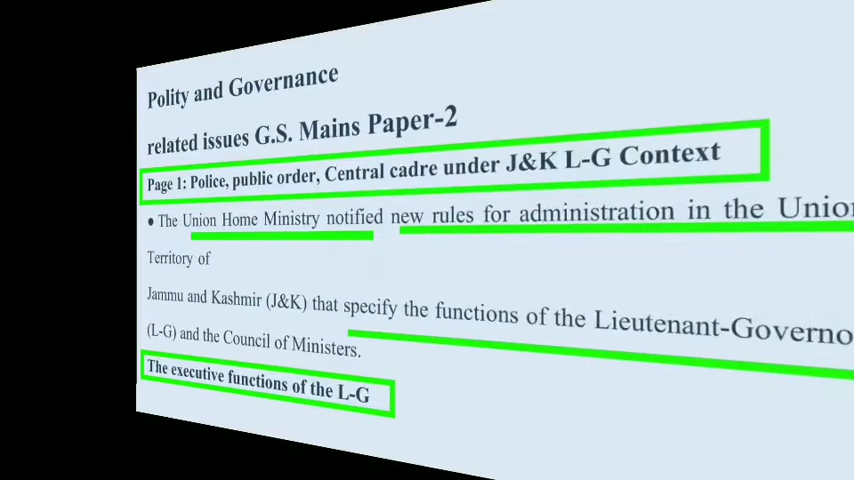 Polity and Governance
related issues G.S. Mains Paper-2
Page 1: Police, public order, Central cadre under J&K L-G Context
• The Union Home Ministry notified new rules for administration in the Union
Territory of
Jammu and Kashmir (J&K) that specify the functions of the Lieutenant-Governo
(L-G) and the Council of Ministers.
The executive functions of the L-G